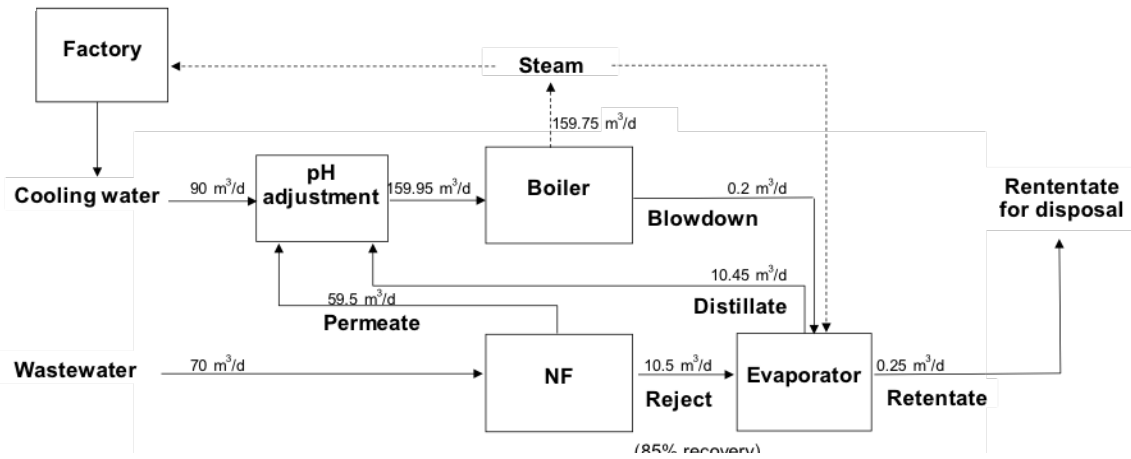 Factory
Steam
159.75 m³/d
pH
adjustment
Boiler
Cooling water
90 m³/d
159.95 m³/d
0.2 m³/d
Blowdown
Rententate
for disposal
10.45 m³/d
Distillate
59.5 m³/d
Permeate
Wastewater
70 m³/d
NF
10.5 m³/d
Reject
Evaporator
0.25 m³/d
Retentate
(85% recovery)